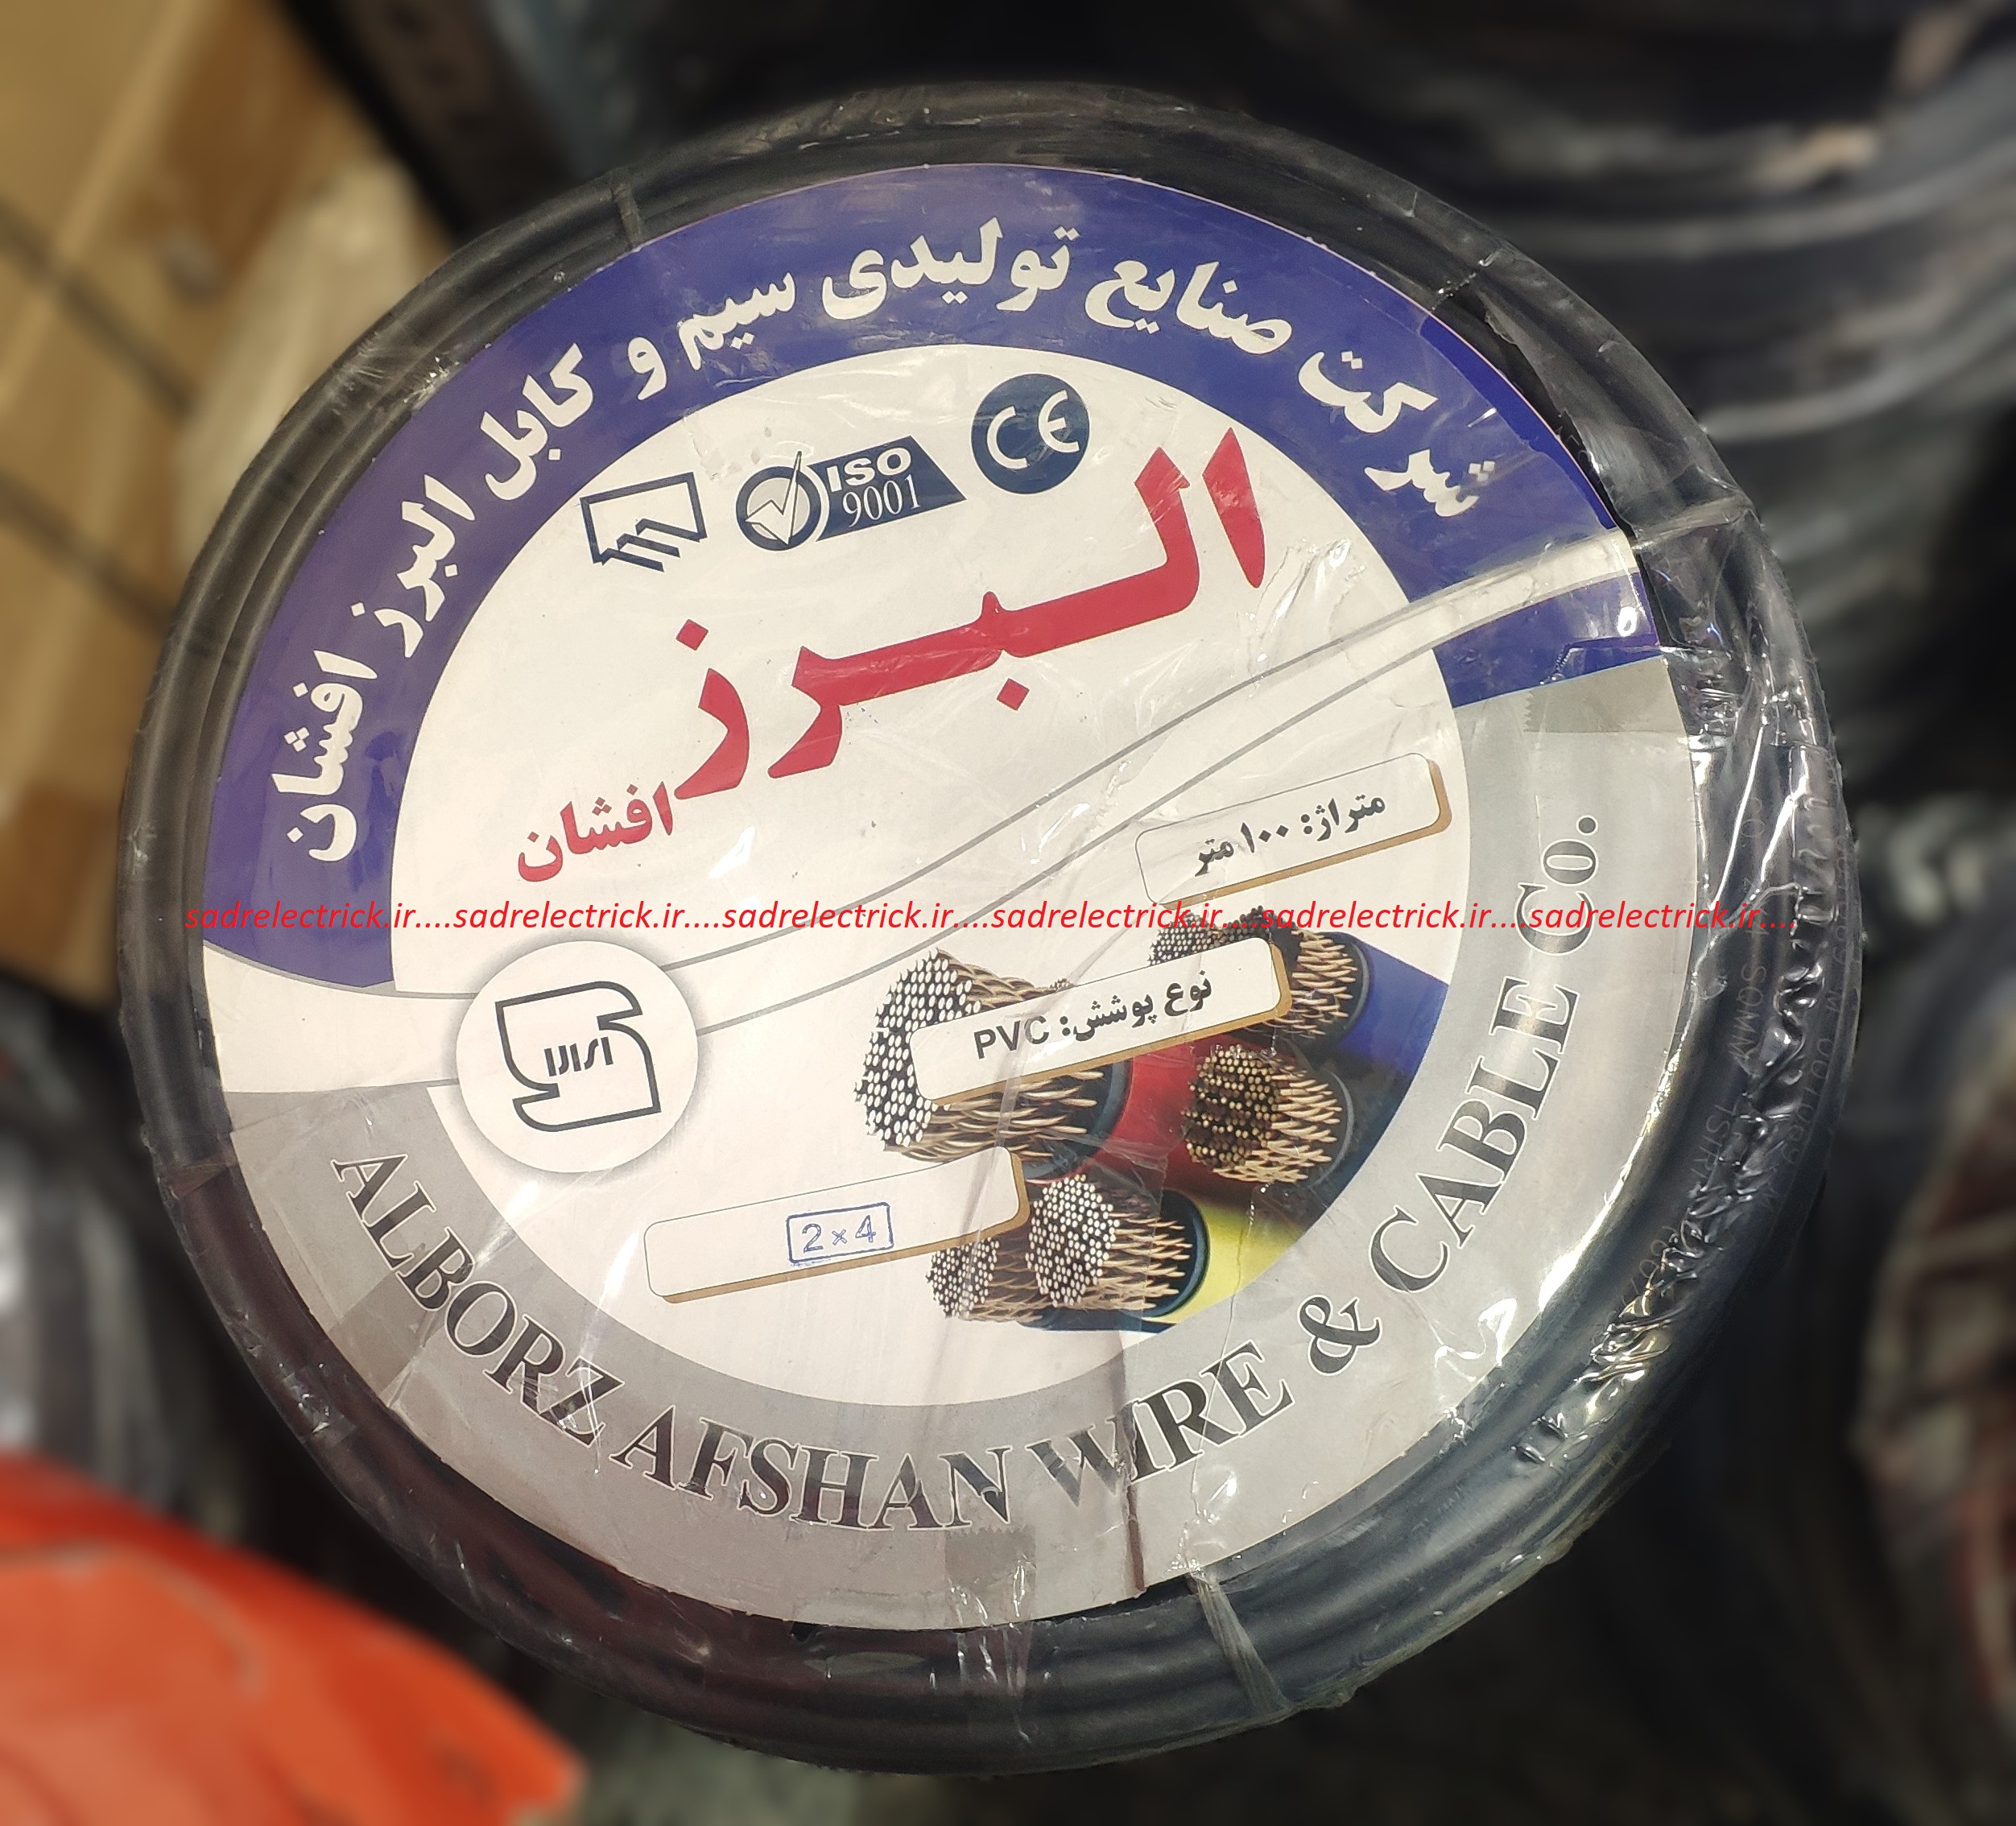 شرکت صنایع تولیدی سیم و کابل البرز افشان
CE
ISO
9001
البرز
افشان
متراژ: ۱۰۰ متر
sadrelectrick.ir....sadrelectrick.ir....sadrelectrick.ir....sadrelectrick.ir....sadrelectrick.ir....sadrelectrick.ir....
نوع پوشش: PVC
2×4
ALBORZ AFSHAN WIRE & CABLE Co.
SQMM